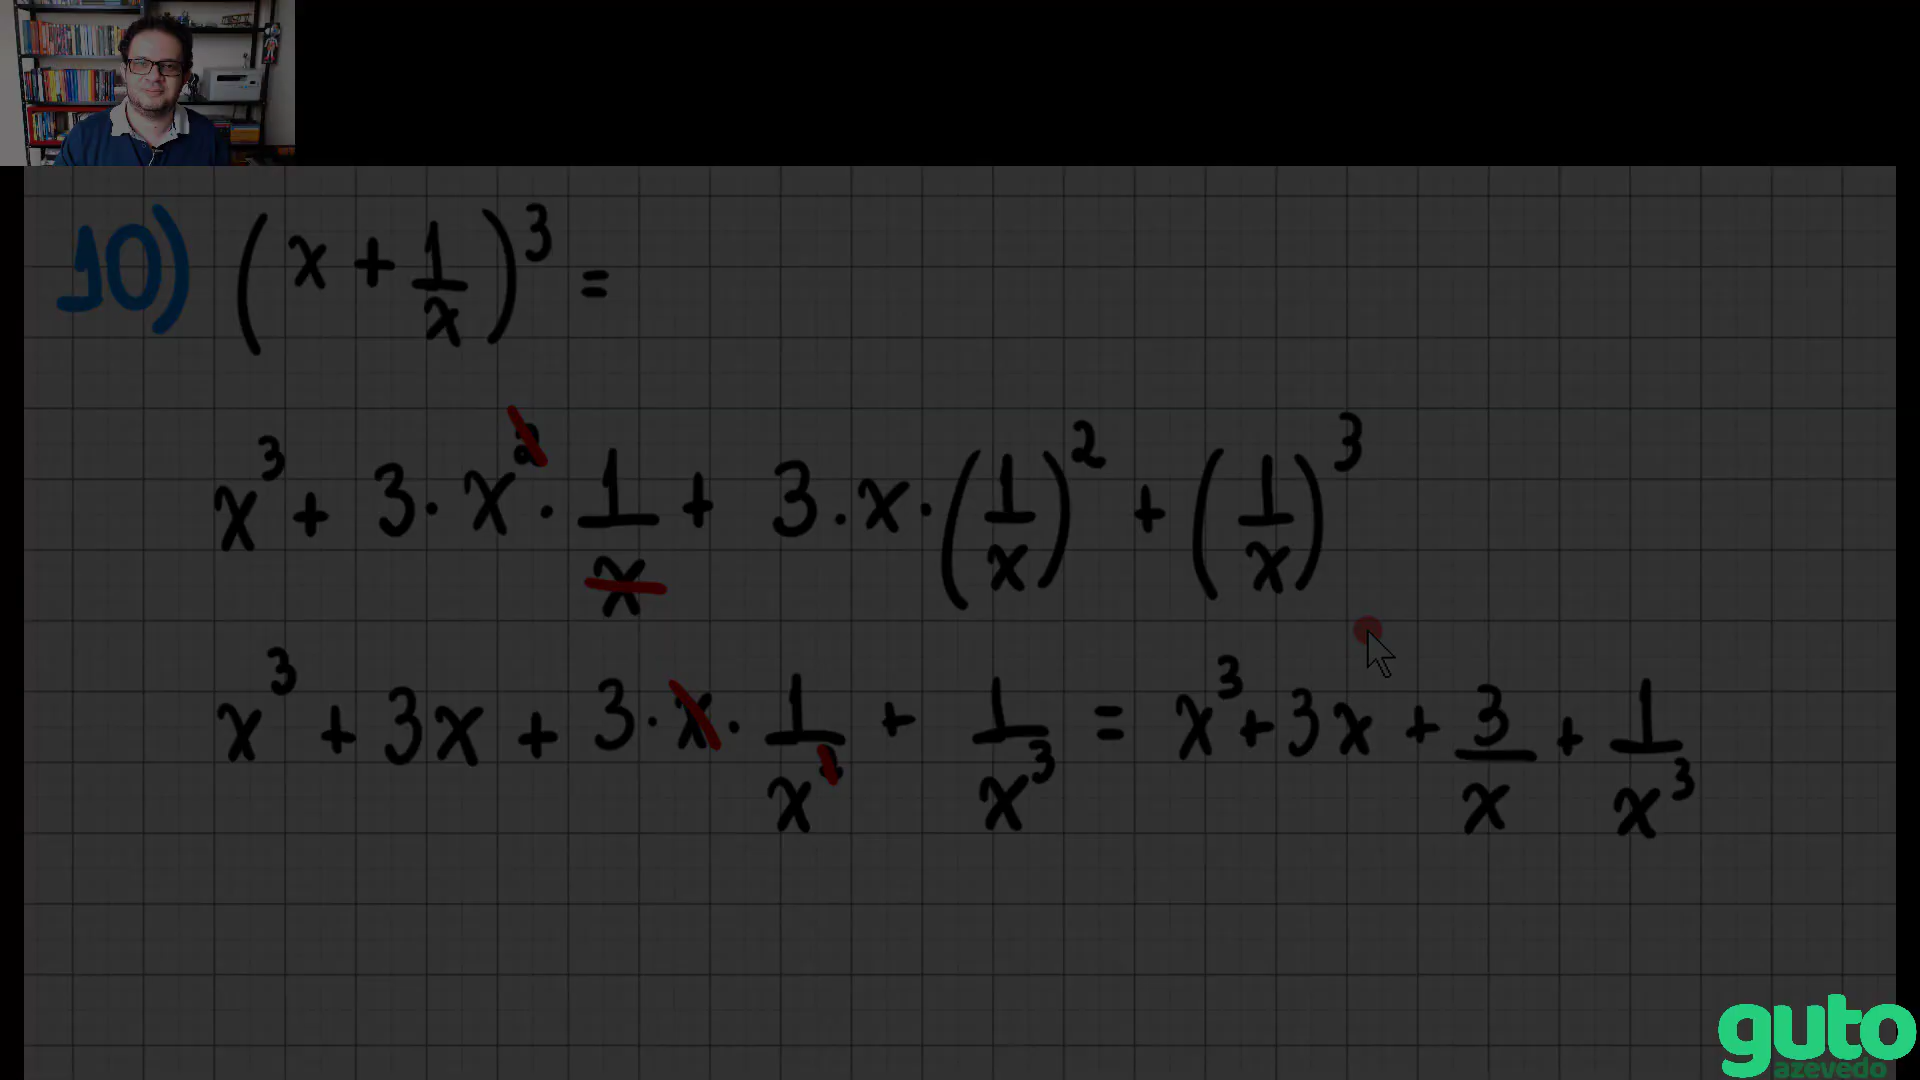 10) (x + 1/x)³ =
x³ + 3 · x² · 1/x + 3 · x · (1/x)² + (1/x)³
x³ + 3x + 3 · x · 1/x² + 1/x³ = x³ + 3x + 3/x + 1/x³
guto
azevedo